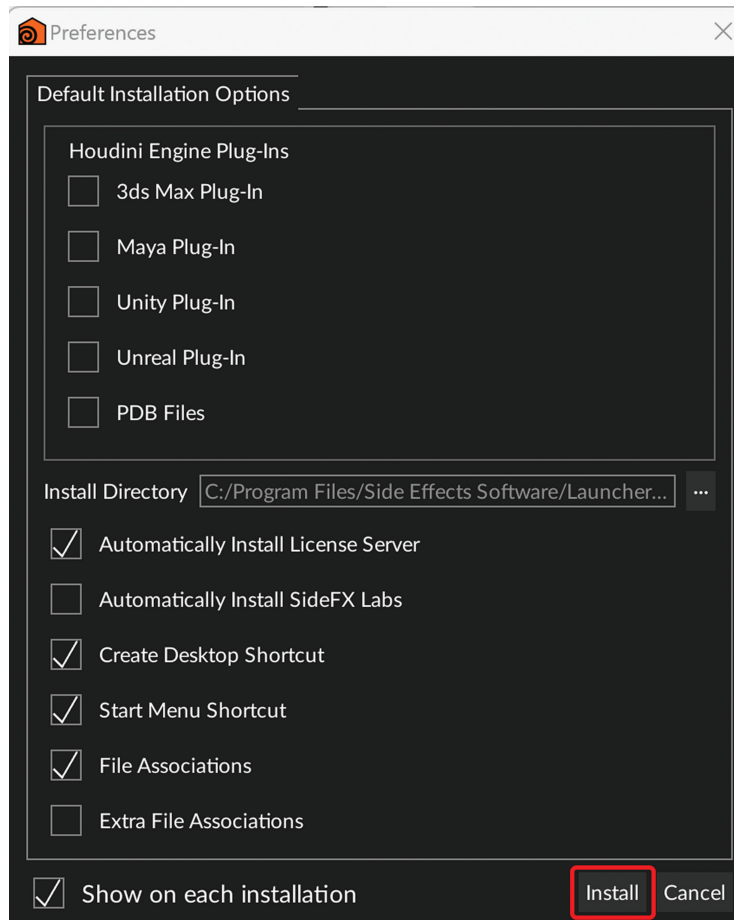 Preferences
Default Installation Options
Houdini Engine Plug-Ins
3ds Max Plug-In
Maya Plug-In
Unity Plug-In
Unreal Plug-In
PDB Files
Install Directory C:/Program Files/Side Effects Software/Launcher... ...
Automatically Install License Server
Automatically Install SideFX Labs
Create Desktop Shortcut
Start Menu Shortcut
File Associations
Extra File Associations
Show on each installation Install Cancel